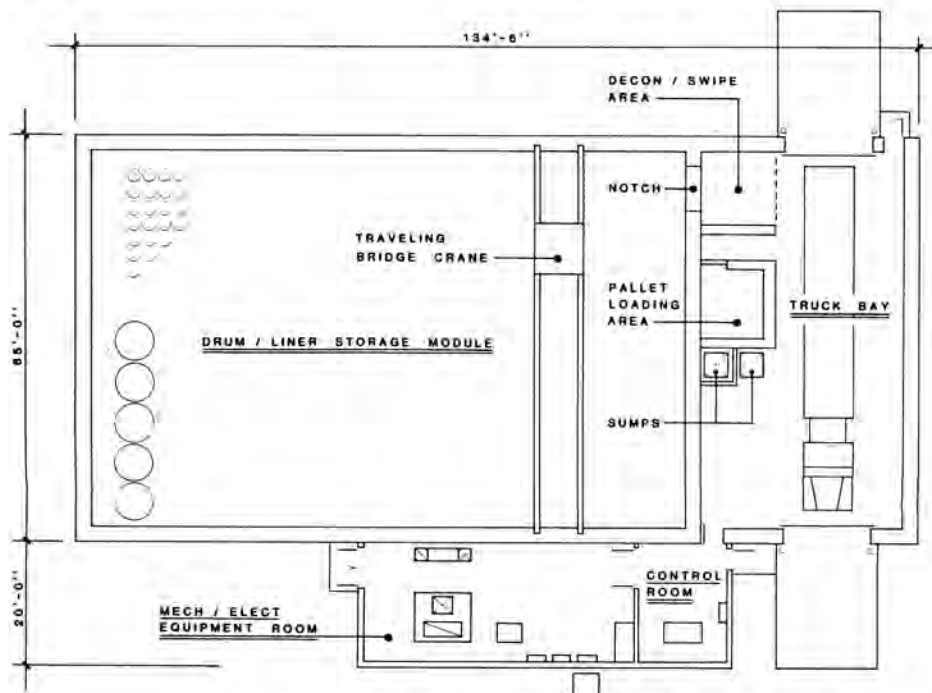 134'-6"
DECON / SWIPE
AREA
NOTCH
TRAVELING
BRIDGE CRANE
PALLET
LOADING
AREA
TRUCK BAY
65'-0"
DRUM / LINER STORAGE MODULE
SUMPS
20'-0"
CONTROL
ROOM
MECH / ELECT
EQUIPMENT ROOM